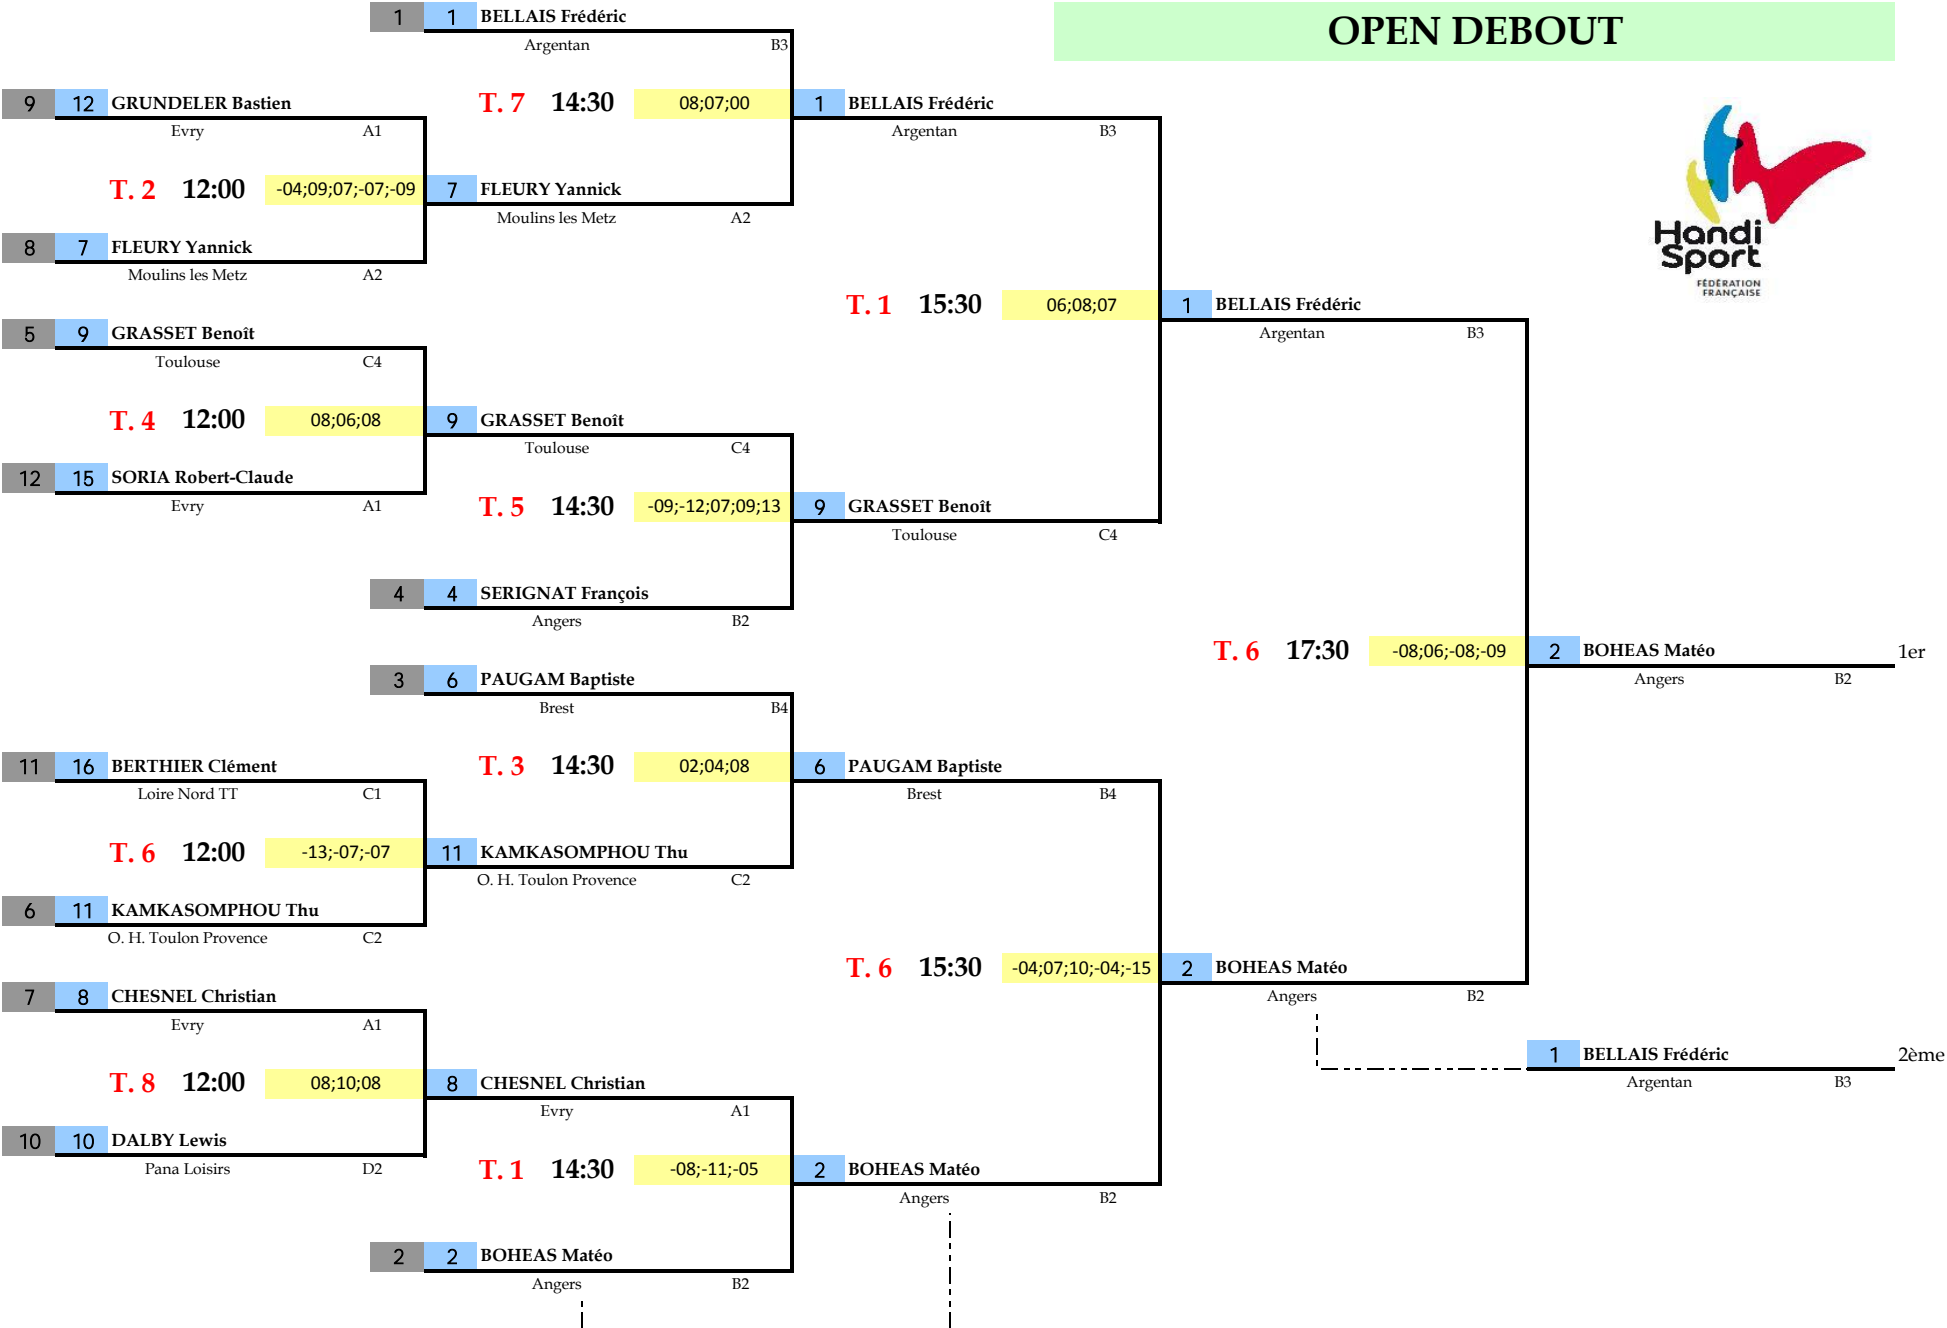 1 1 BELLAIS Frédéric
Argentan B3
OPEN DEBOUT
9 12 GRUNDELER Bastien
Evry A1
T. 7 14:30 08;07;00
1 BELLAIS Frédéric
Argentan B3
T. 2 12:00 -04;09;07;-07;-09
7 FLEURY Yannick
Moulins les Metz A2
8 7 FLEURY Yannick
Moulins les Metz A2
Handi
Sport
FÉDÉRATION
FRANÇAISE
T. 1 15:30 06;08;07
1 BELLAIS Frédéric
Argentan B3
5 9 GRASSET Benoît
Toulouse C4
T. 4 12:00 08;06;08
9 GRASSET Benoît
Toulouse C4
12 15 SORIA Robert-Claude
Evry A1
T. 5 14:30 -09;-12;07;09;13
9 GRASSET Benoît
Toulouse C4
4 4 SERIGNAT François
Angers B2
T. 6 17:30 -08;06;-08;-09
2 BOHEAS Matéo 1er
Angers B2
3 6 PAUGAM Baptiste
Brest B4
11 16 BERTHIER Clément
Loire Nord TT C1
T. 3 14:30 02;04;08
6 PAUGAM Baptiste
Brest B4
T. 6 12:00 -13;-07;-07
11 KAMKASOMPHOU Thu
O. H. Toulon Provence C2
6 11 KAMKASOMPHOU Thu
O. H. Toulon Provence C2
T. 6 15:30 -04;07;10;-04;-15
2 BOHEAS Matéo
Angers B2
7 8 CHESNEL Christian
Evry A1
1 BELLAIS Frédéric 2ème
Argentan B3
T. 8 12:00 08;10;08
8 CHESNEL Christian
Evry A1
10 10 DALBY Lewis
Pana Loisirs D2
T. 1 14:30 -08;-11;-05
2 BOHEAS Matéo
Angers B2
2 2 BOHEAS Matéo
Angers B2